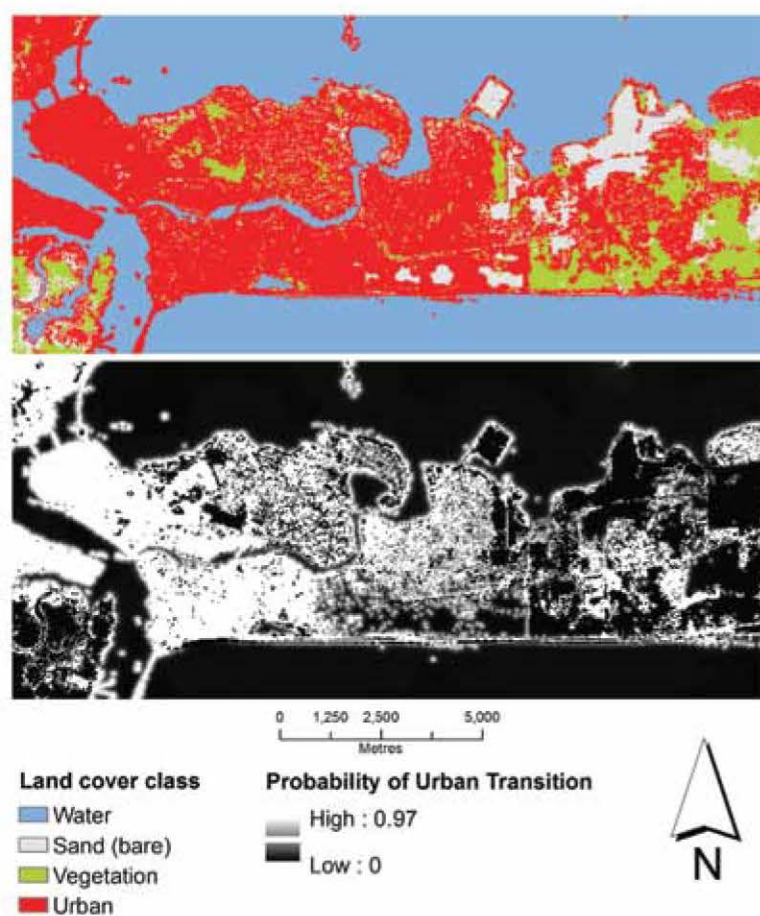 0 1,250 2,500 5,000
Metres
Land cover class
Water
Sand (bare)
Vegetation
Urban
Probability of Urban Transition
High : 0.97
Low : 0
N